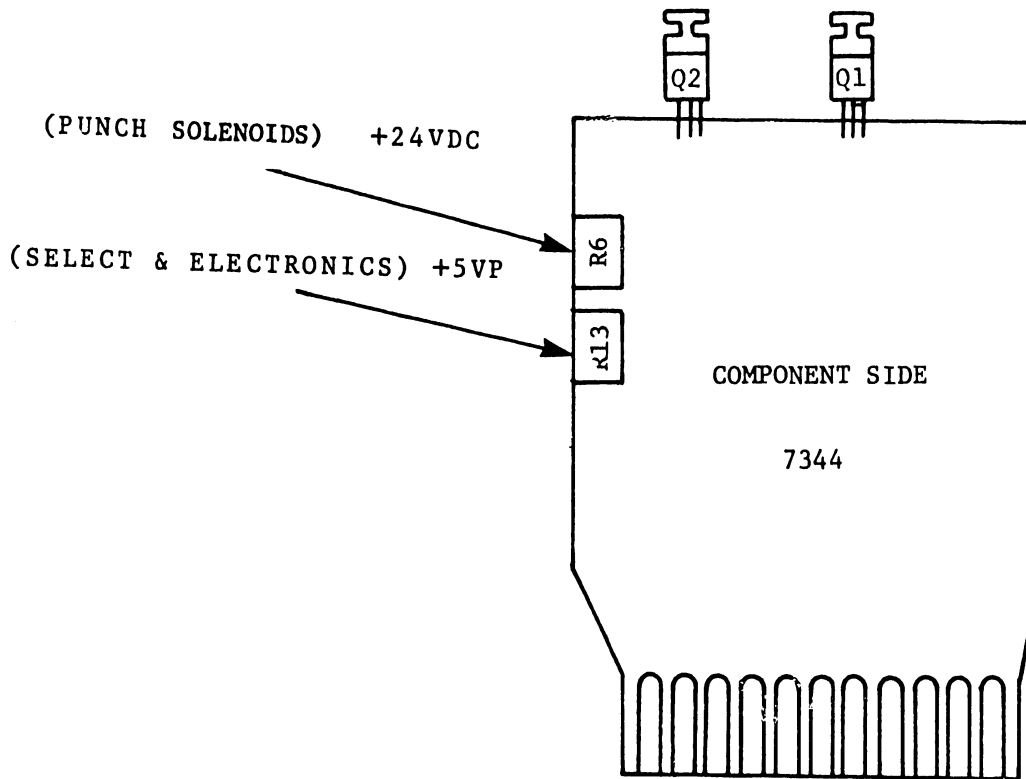 Q2
Q1
(PUNCH SOLENOIDS) +24VDC
R6
(SELECT & ELECTRONICS) +5VP
R13
COMPONENT SIDE
7344